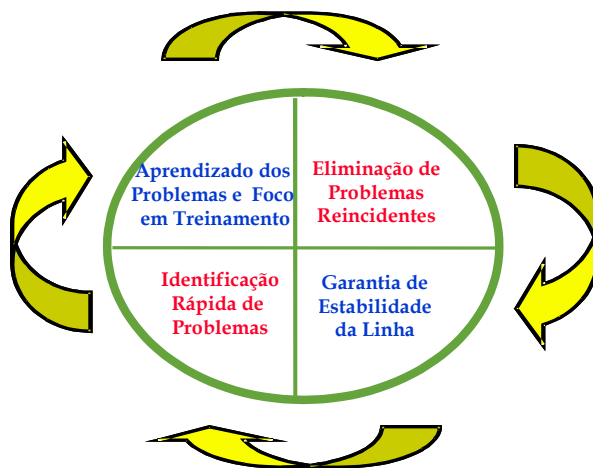 Aprendizado dos
Problemas e Foco
em Treinamento
Eliminação de
Problemas
Reincidentes
Identificação
Rápida de
Problemas
Garantia de
Estabilidade
da Linha